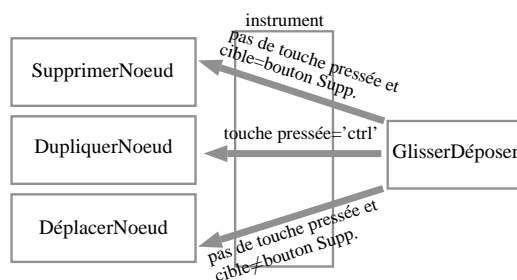 instrument
pas de touche pressée et
cible=bouton Supp.
SupprimerNoeud
touche pressée=’ctrl’
DupliquerNoeud
GlisserDéposer
DéplacerNoeud
pas de touche pressée et
cible≠bouton Supp.